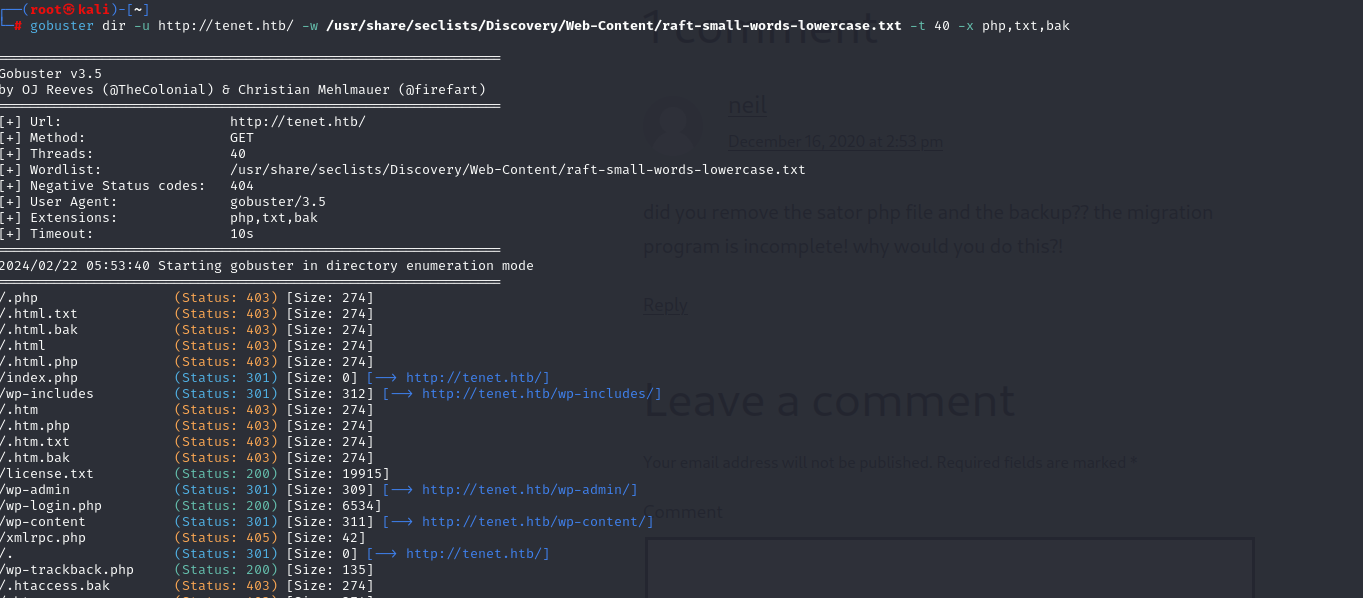 ┌──(root㉿kali)-[~]
└─# gobuster dir -u http://tenet.htb/ -w /usr/share/seclists/Discovery/Web-Content/raft-small-words-lowercase.txt -t 40 -x php,txt,bak
1 comment
===============================================================
Gobuster v3.5
by OJ Reeves (@TheColonial) & Christian Mehlmauer (@firefart)
===============================================================
[+] Url:                     http://tenet.htb/
[+] Method:                  GET
[+] Threads:                 40
[+] Wordlist:                /usr/share/seclists/Discovery/Web-Content/raft-small-words-lowercase.txt
[+] Negative Status codes:   404
[+] User Agent:              gobuster/3.5
[+] Extensions:              php,txt,bak
[+] Timeout:                 10s
===============================================================
2024/02/22 05:53:40 Starting gobuster in directory enumeration mode
===============================================================
/.php                 (Status: 403) [Size: 274]
/.html.txt            (Status: 403) [Size: 274]
/.html.bak            (Status: 403) [Size: 274]
/.html                (Status: 403) [Size: 274]
/.html.php            (Status: 403) [Size: 274]
/index.php            (Status: 301) [Size: 0] [--> http://tenet.htb/]
/wp-includes          (Status: 301) [Size: 312] [--> http://tenet.htb/wp-includes/]
/.htm                 (Status: 403) [Size: 274]
/.htm.php             (Status: 403) [Size: 274]
/.htm.txt             (Status: 403) [Size: 274]
/.htm.bak             (Status: 403) [Size: 274]
/license.txt          (Status: 200) [Size: 19915]
/wp-admin             (Status: 301) [Size: 309] [--> http://tenet.htb/wp-admin/]
/wp-login.php         (Status: 200) [Size: 6534]
/wp-content           (Status: 301) [Size: 311] [--> http://tenet.htb/wp-content/]
/xmlrpc.php           (Status: 405) [Size: 42]
/.                    (Status: 301) [Size: 0] [--> http://tenet.htb/]
/wp-trackback.php     (Status: 200) [Size: 135]
/.htaccess.bak        (Status: 403) [Size: 274]
neil
December 16, 2020 at 2:53 pm
did you remove the sator php file and the backup?? the migration
program is incomplete! why would you do this?!
Reply
Leave a comment
Your email address will not be published. Required fields are marked *
Comment